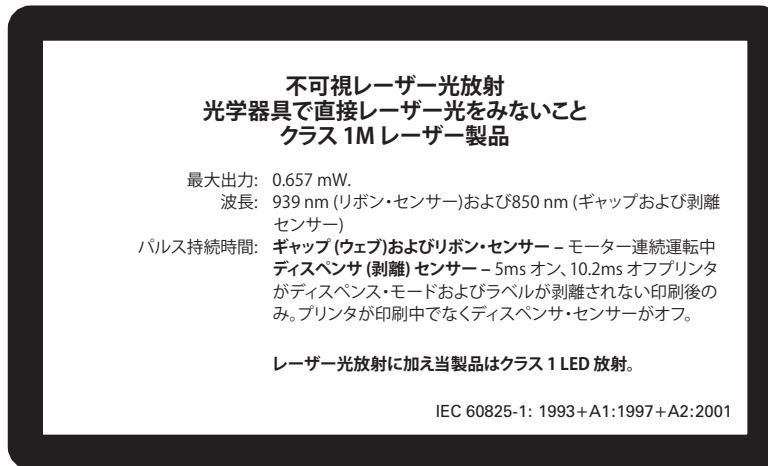 不可視レーザー光放射
光学器具で直接レーザー光をみないこと
クラス 1M レーザー製品
最大出力: 0.657 mW.
波長: 939 nm (リボン・センサー)および850 nm (ギャップおよび剥離
センサー)
パルス持続時間: ギャップ (ウェブ)およびリボン・センサー – モーター連続運転中
ディスペンサ (剥離) センサー – 5ms オン、10.2ms オフプリンタ
がディスペンス・モードおよびラベルが剥離されない印刷後の
み。プリンタが印刷中でなくディスペンサ・センサーがオフ。
レーザー光放射に加え当製品はクラス 1 LED 放射。
IEC 60825-1: 1993+A1:1997+A2:2001